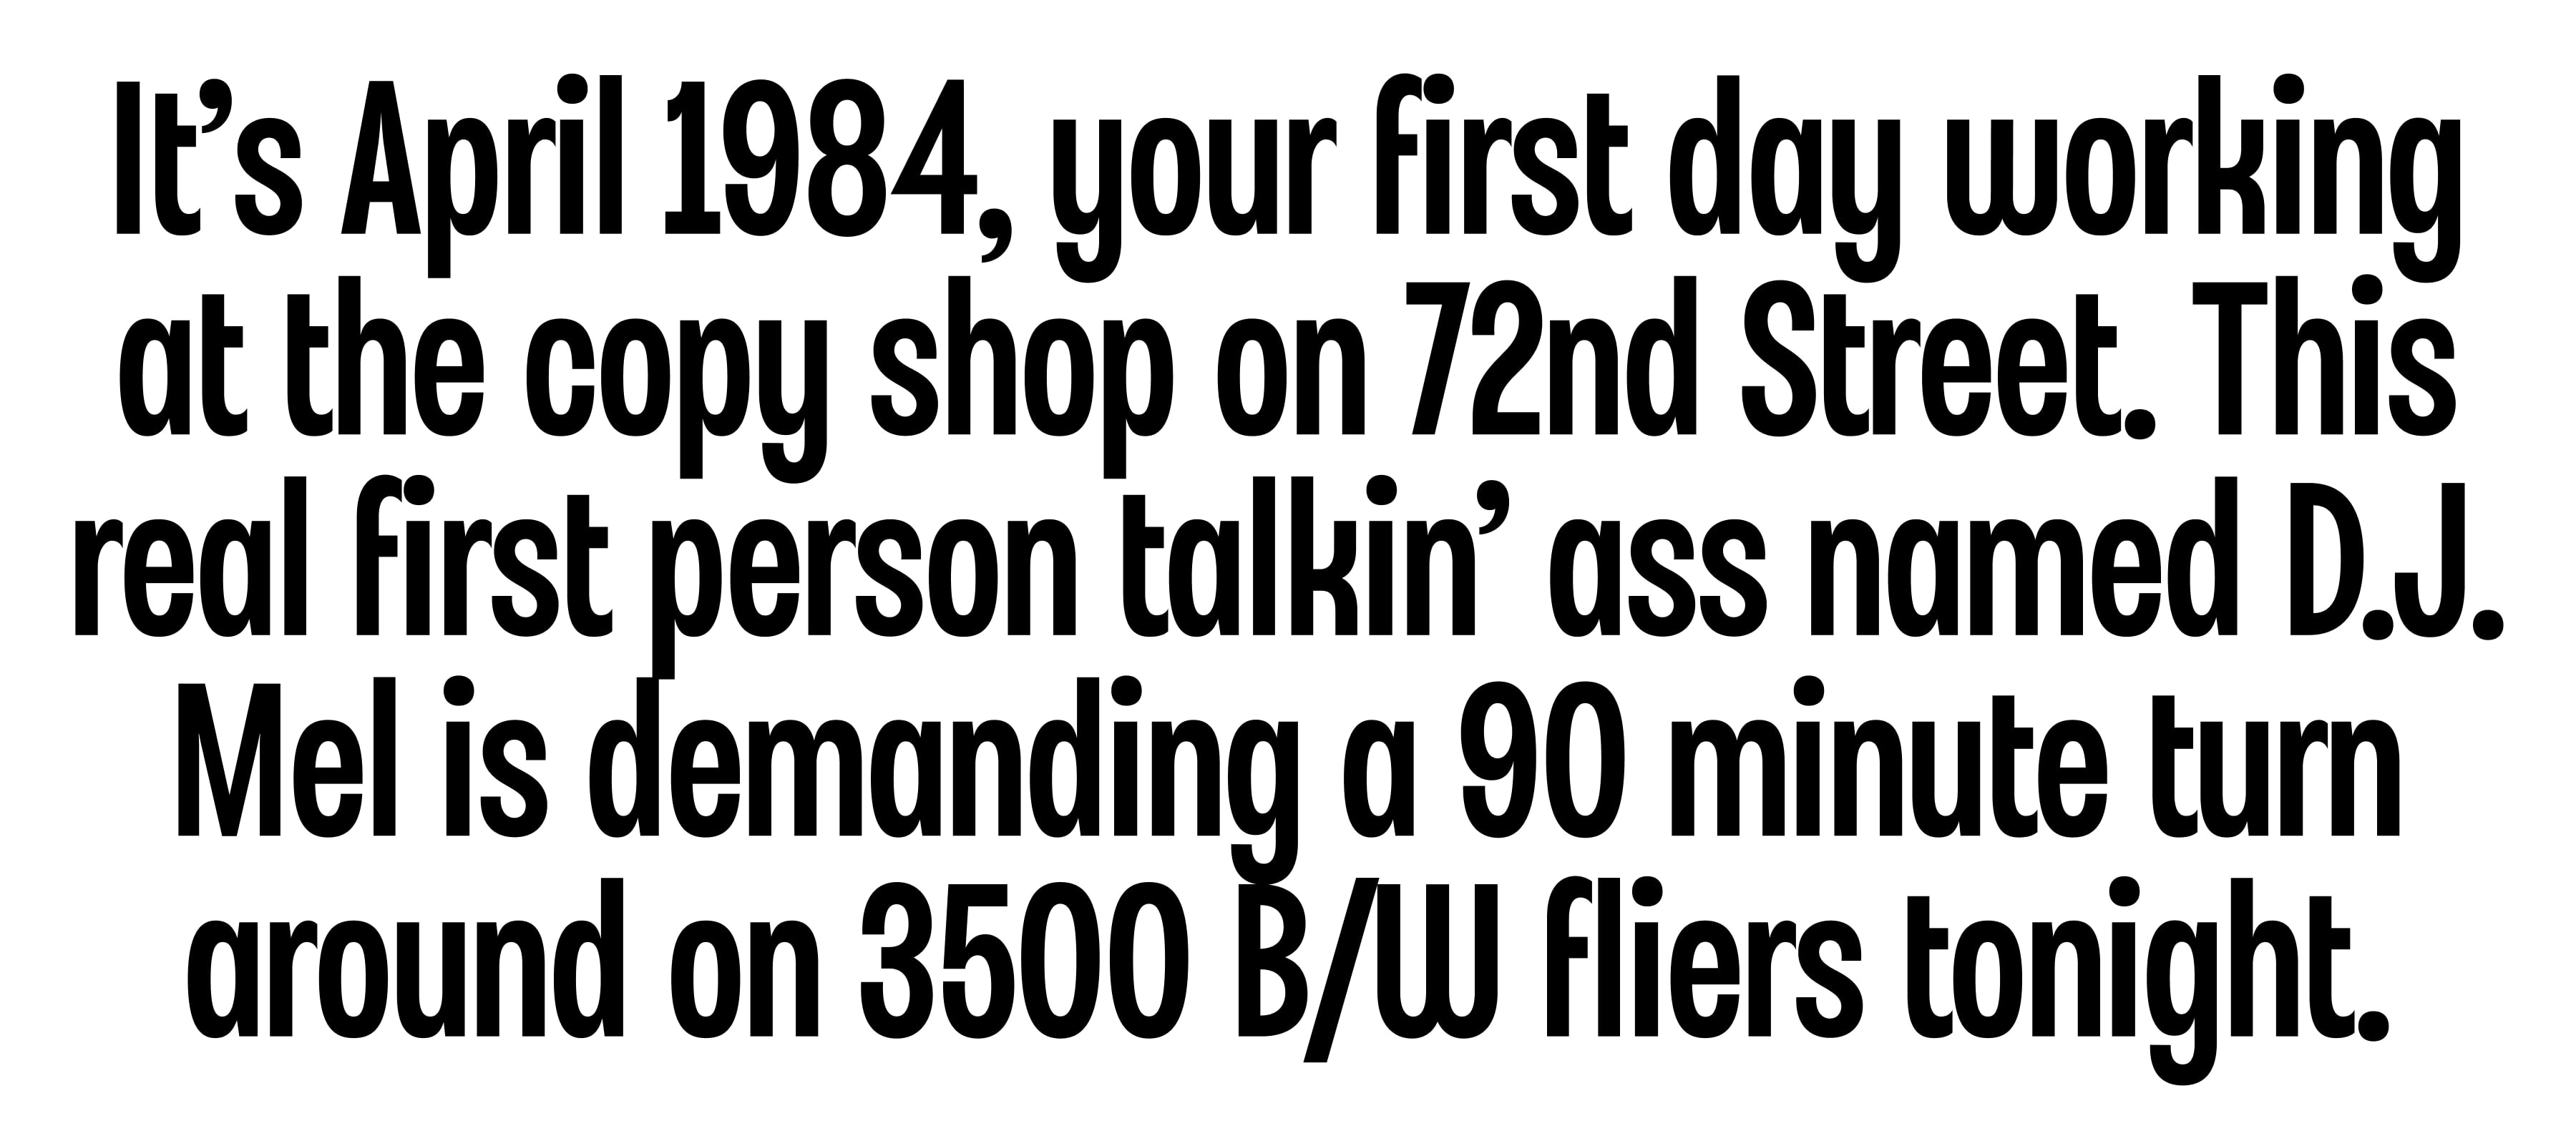 It’s April 1984, your first day working
at the copy shop on 72nd Street. This
real first person talkin’ ass named D.J.
Mel is demanding a 90 minute turn
around on 3500 B/W fliers tonight.